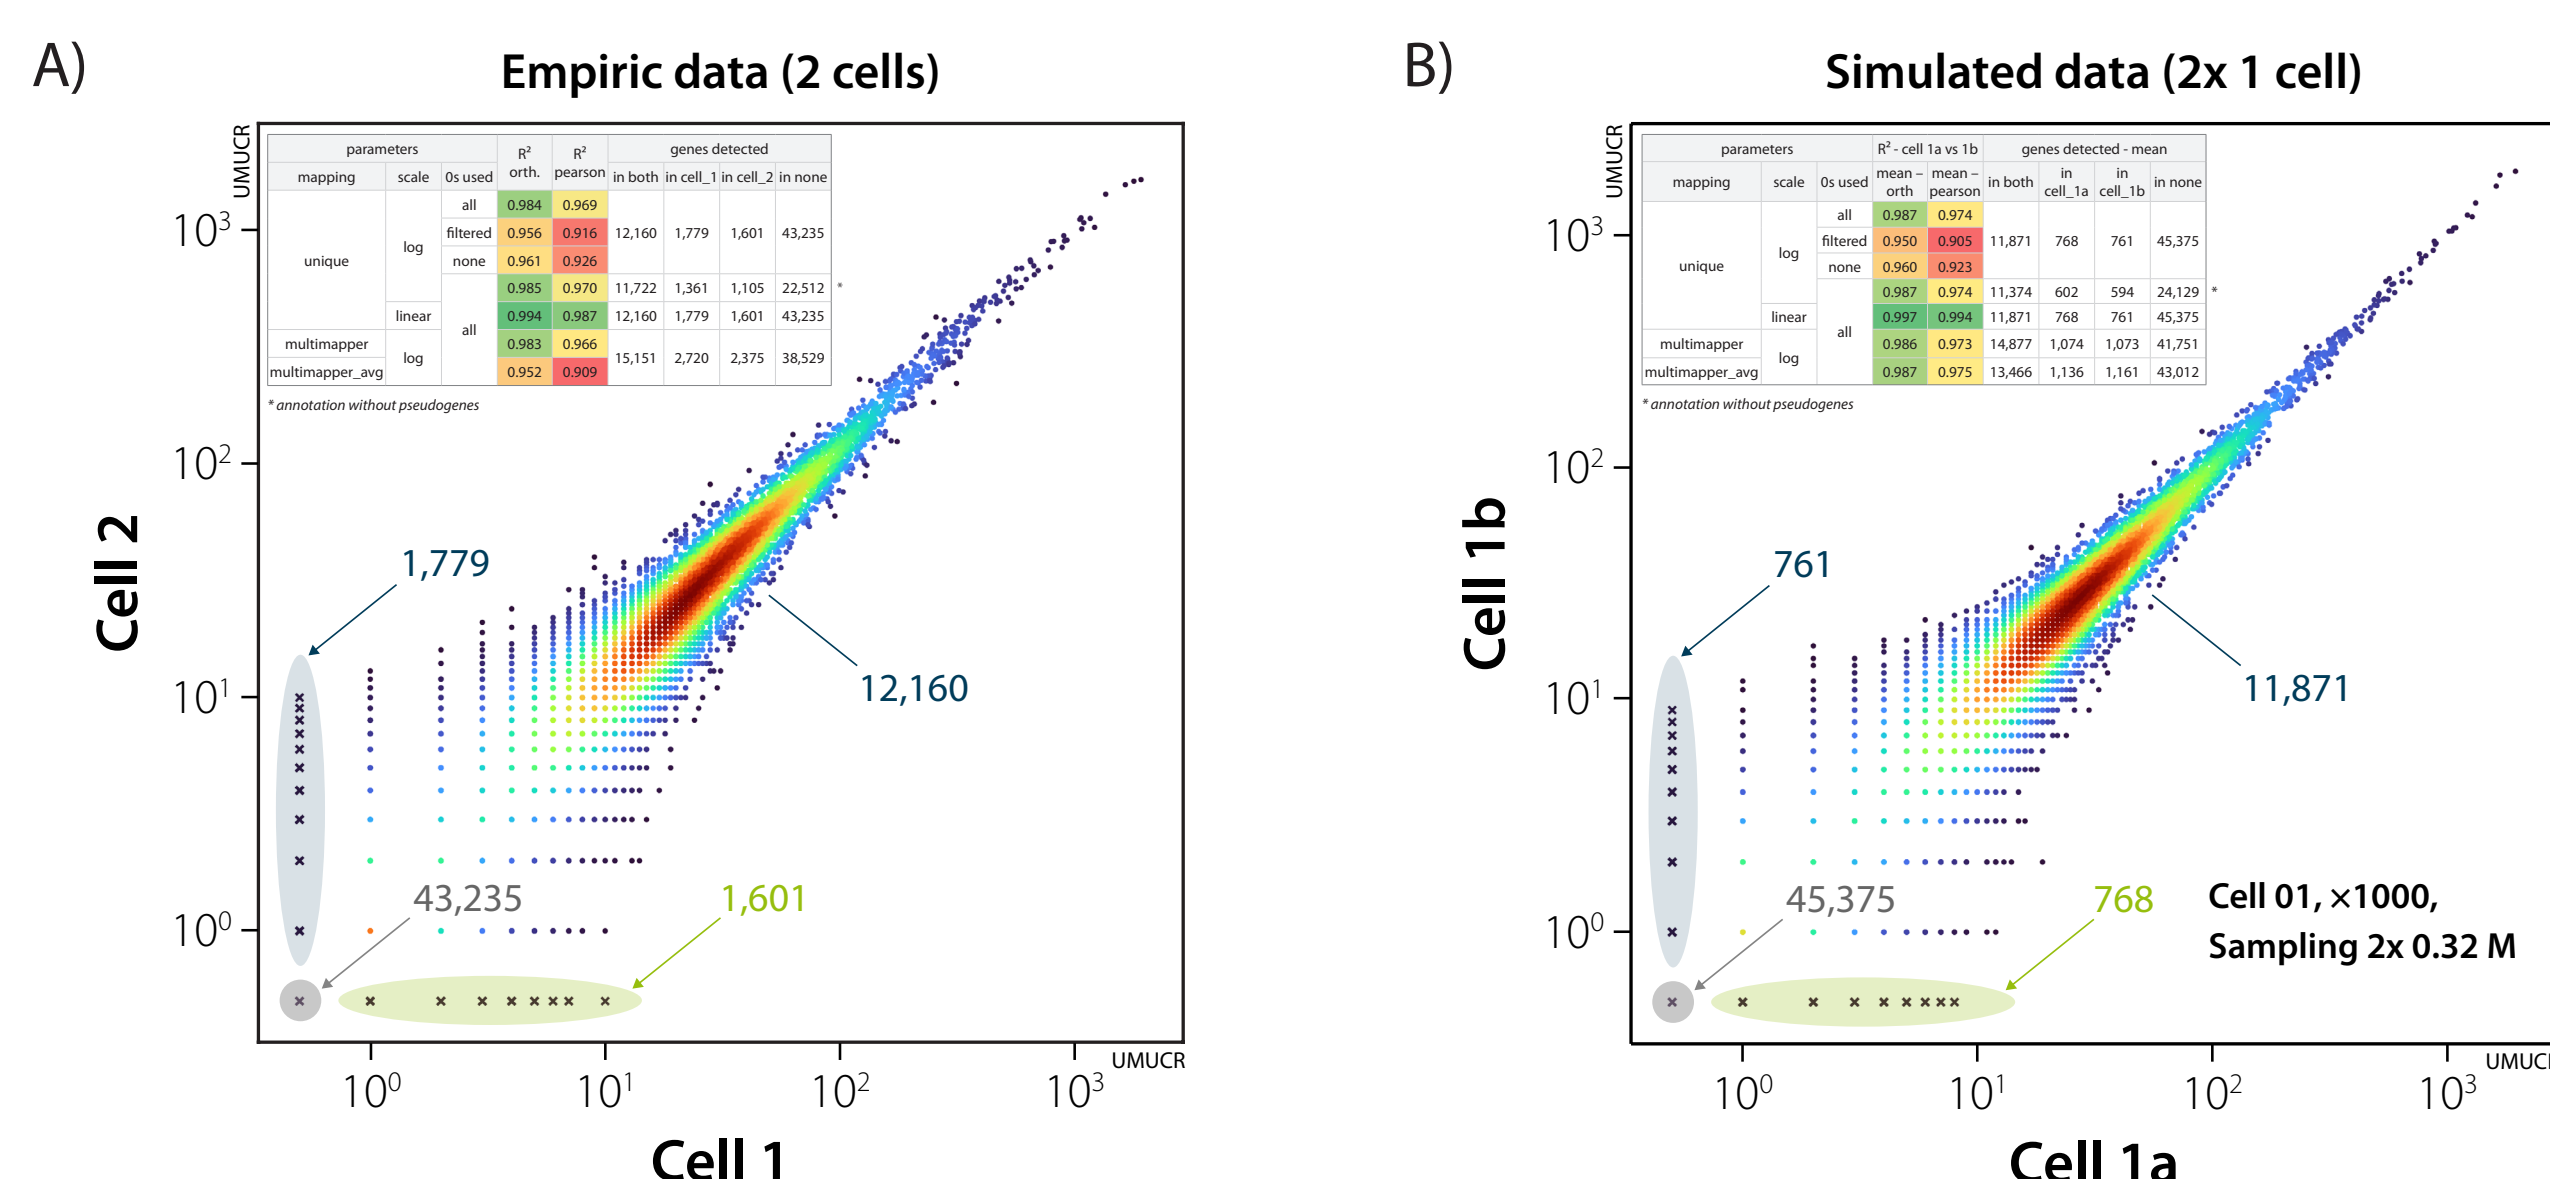 A)
Empiric data (2 cells)
UMUCR
parameters R² orth. R² pearson genes detected
mapping scale 0s used in both in cell_1 in cell_2 in none
unique log all 0.984 0.969 12,160 1,779 1,601 43,235
filtered 0.956 0.916
none 0.961 0.926
all 0.985 0.970 11,722 1,361 1,105 22,512 *
linear 0.994 0.987 12,160 1,779 1,601 43,235
multimapper log 0.983 0.966 15,151 2,720 2,375 38,529
multimapper_avg 0.952 0.909
* annotation without pseudogenes
10³
10²
10¹
10⁰
Cell 2
1,779
12,160
43,235
1,601
UMUCR
10⁰ 10¹ 10² 10³
Cell 1
B)
Simulated data (2x 1 cell)
UMUCR
parameters R² - cell 1a vs 1b genes detected - mean
mapping scale 0s used mean – orth mean – pearson in both in cell_1a in cell_1b in none
unique log all 0.987 0.974 11,871 768 761 45,375
filtered 0.950 0.905
none 0.960 0.923
all 0.987 0.974 11,374 602 594 24,129 *
linear 0.997 0.994 11,871 768 761 45,375
multimapper log 0.986 0.973 14,877 1,074 1,073 41,751
multimapper_avg 0.987 0.975 13,466 1,136 1,161 43,012
* annotation without pseudogenes
10³
10²
10¹
10⁰
Cell 1b
761
11,871
45,375
768
Cell 01, ×1000,
Sampling 2x 0.32 M
UMUC
10⁰ 10¹ 10² 10³
Cell 1a